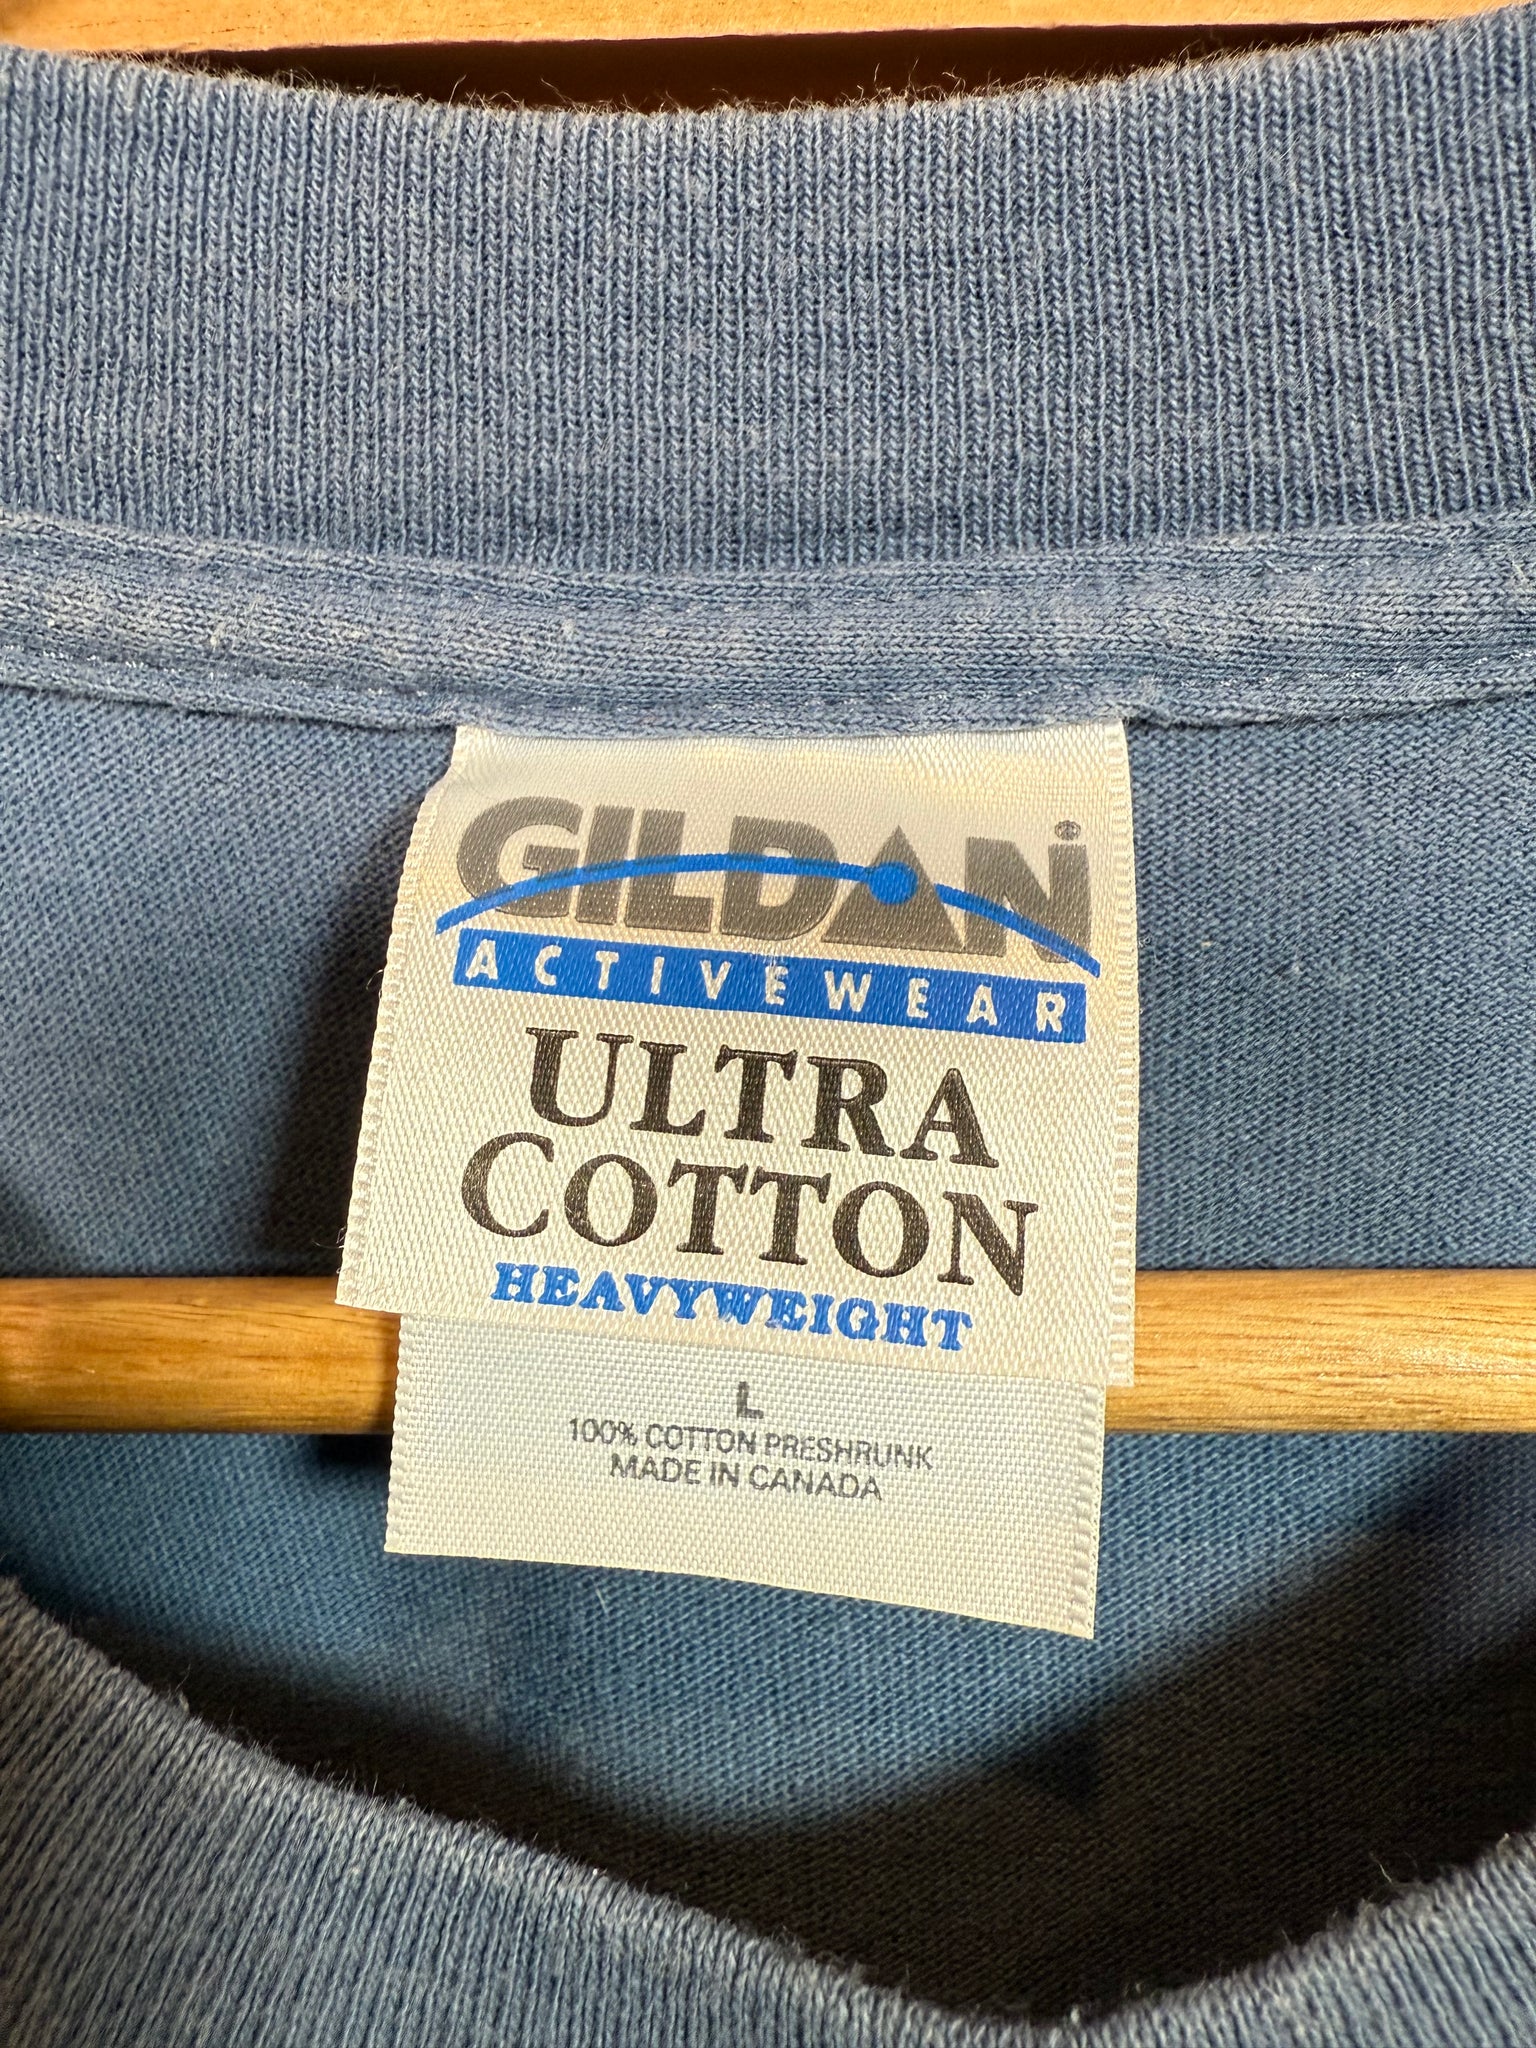 GILDAN®
ACTIVEWEAR
ULTRA
COTTON
HEAVYWEIGHT
L
100% COTTON PRESHRUNK
MADE IN CANADA